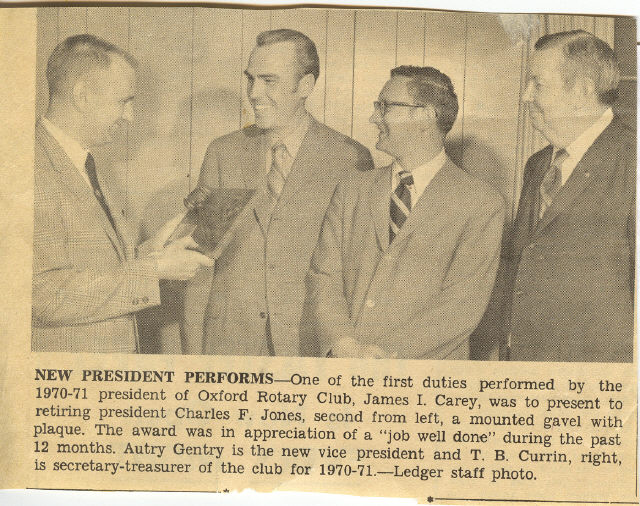 NEW PRESIDENT PERFORMS—One of the first duties performed by the
1970-71 president of Oxford Rotary Club, James I. Carey, was to present to
retiring president Charles F. Jones, second from left, a mounted gavel with
plaque. The award was in appreciation of a "job well done" during the past
12 months. Autry Gentry is the new vice president and T. B. Currin, right,
is secretary-treasurer of the club for 1970-71.—Ledger staff photo.